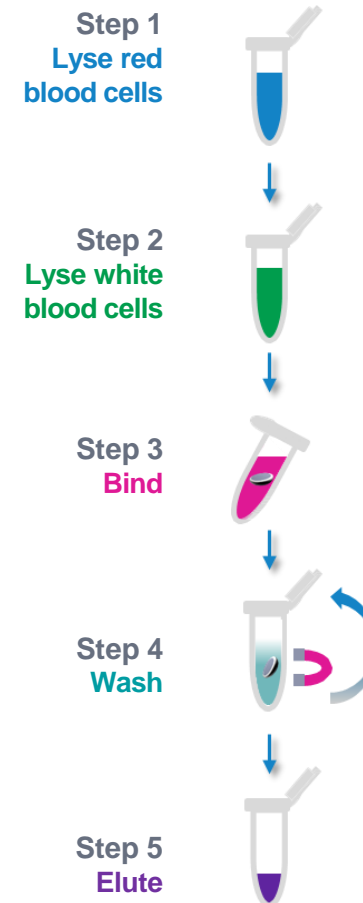 Step 1
Lyse red
blood cells
Step 2
Lyse white
blood cells
Step 3
Bind
Step 4
Wash
Step 5
Elute